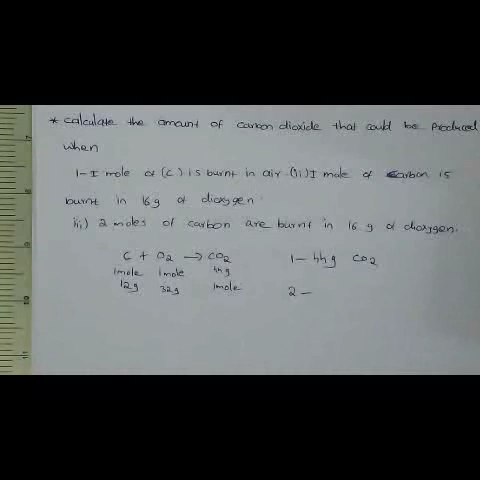 * Calculate the amount of carbon dioxide that could be Produced
when
1 - I mole of (C) is burnt in air. (ii) I mole of Carbon is
burnt in 16g of dioxygen.
iii) 2 moles of carbon are burnt in 16 g of dioxygen.
C + O2 → CO2 1 - 44g CO2
1mole 1mole 44g
12g 32g 1mole 2 -